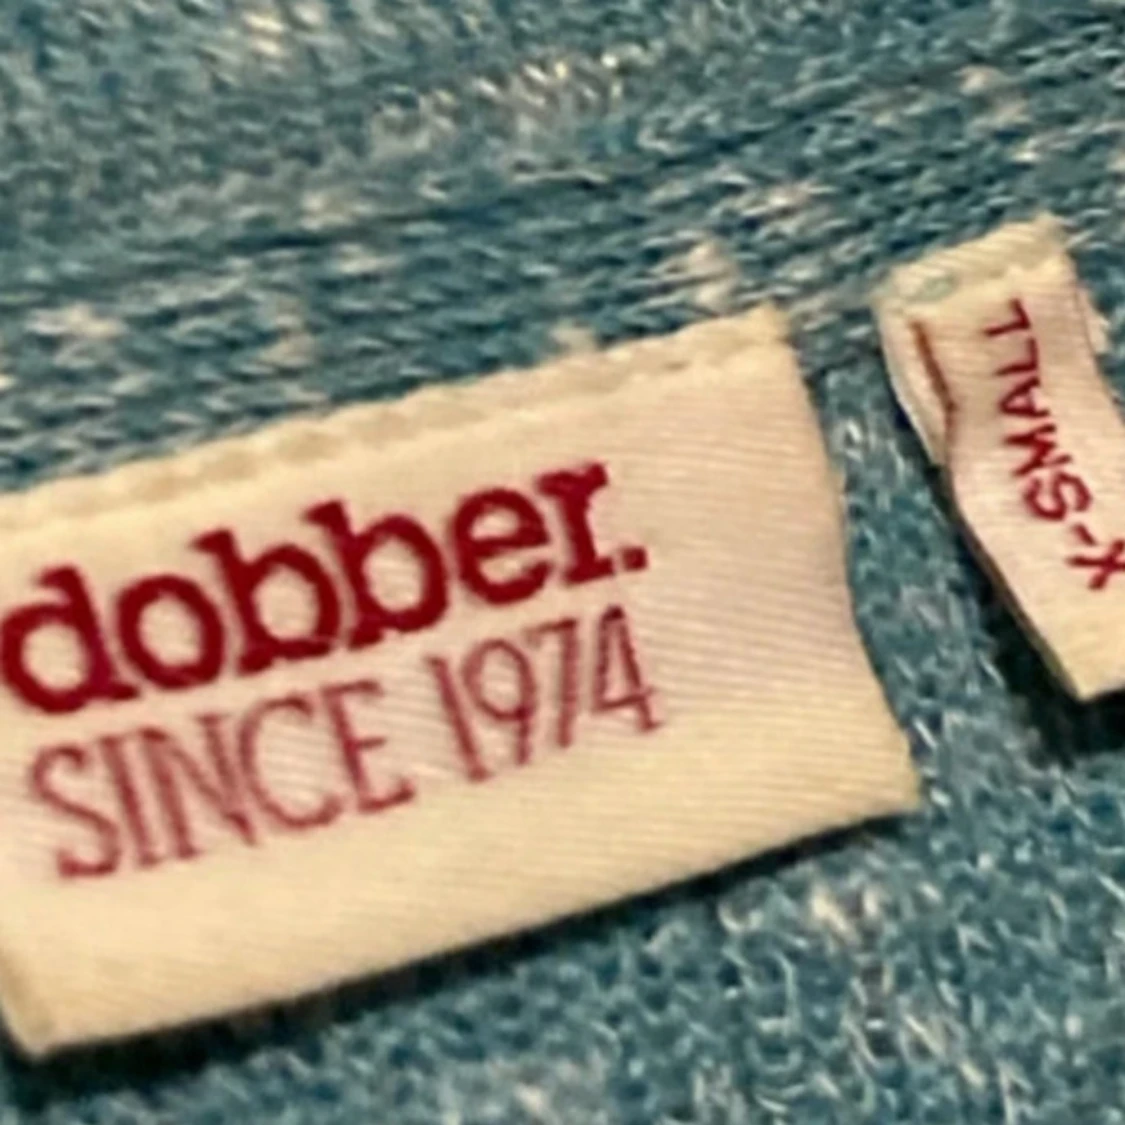 dobber.
SINCE 1974
X-SMALL